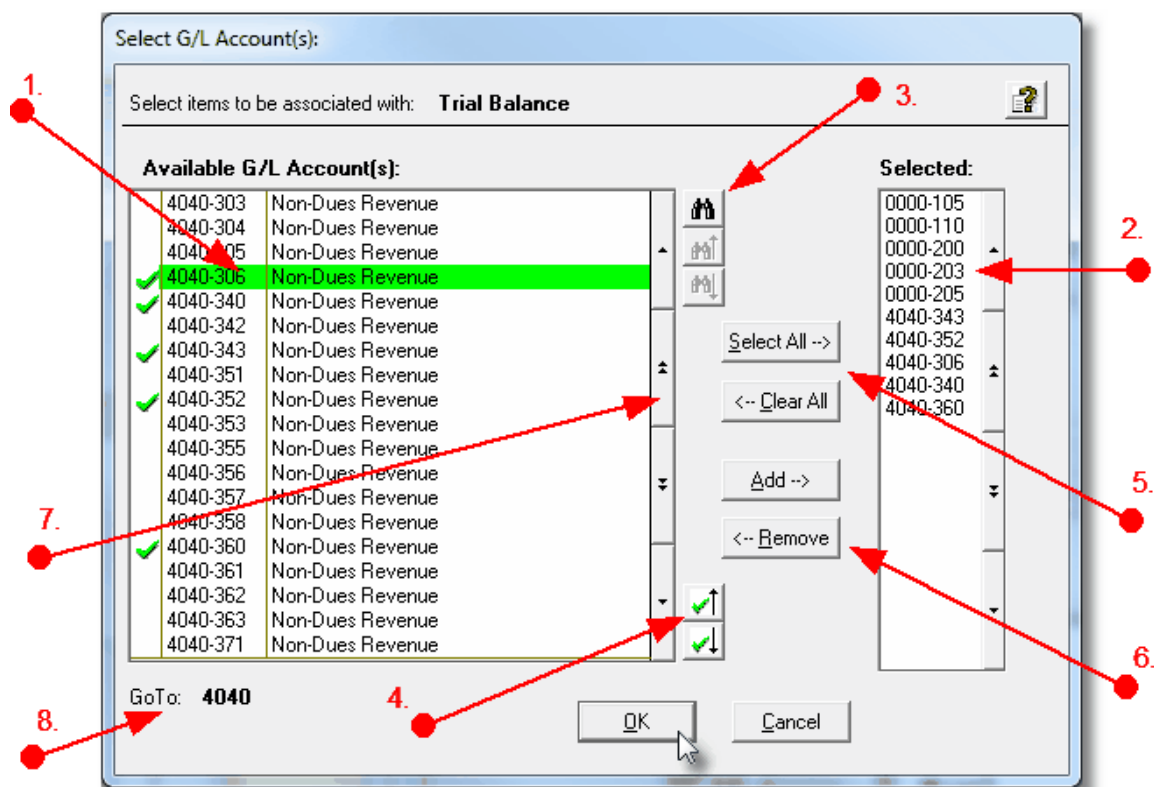 Select G/L Account(s):
1.
Select items to be associated with: Trial Balance
3.
Available G/L Account(s):
Selected:
4040-303 Non-Dues Revenue
4040-304 Non-Dues Revenue
4040-305 Non-Dues Revenue
4040-306 Non-Dues Revenue
4040-340 Non-Dues Revenue
4040-342 Non-Dues Revenue
4040-343 Non-Dues Revenue
4040-351 Non-Dues Revenue
4040-352 Non-Dues Revenue
4040-353 Non-Dues Revenue
4040-355 Non-Dues Revenue
4040-356 Non-Dues Revenue
4040-357 Non-Dues Revenue
4040-358 Non-Dues Revenue
4040-360 Non-Dues Revenue
4040-361 Non-Dues Revenue
4040-362 Non-Dues Revenue
4040-363 Non-Dues Revenue
4040-371 Non-Dues Revenue
Select All -->
<-- Clear All
Add -->
<-- Remove
0000-105
0000-110
0000-200
0000-203
0000-205
4040-343
4040-352
4040-306
4040-340
4040-360
2.
5.
6.
7.
4.
GoTo: 4040
8.
OK
Cancel